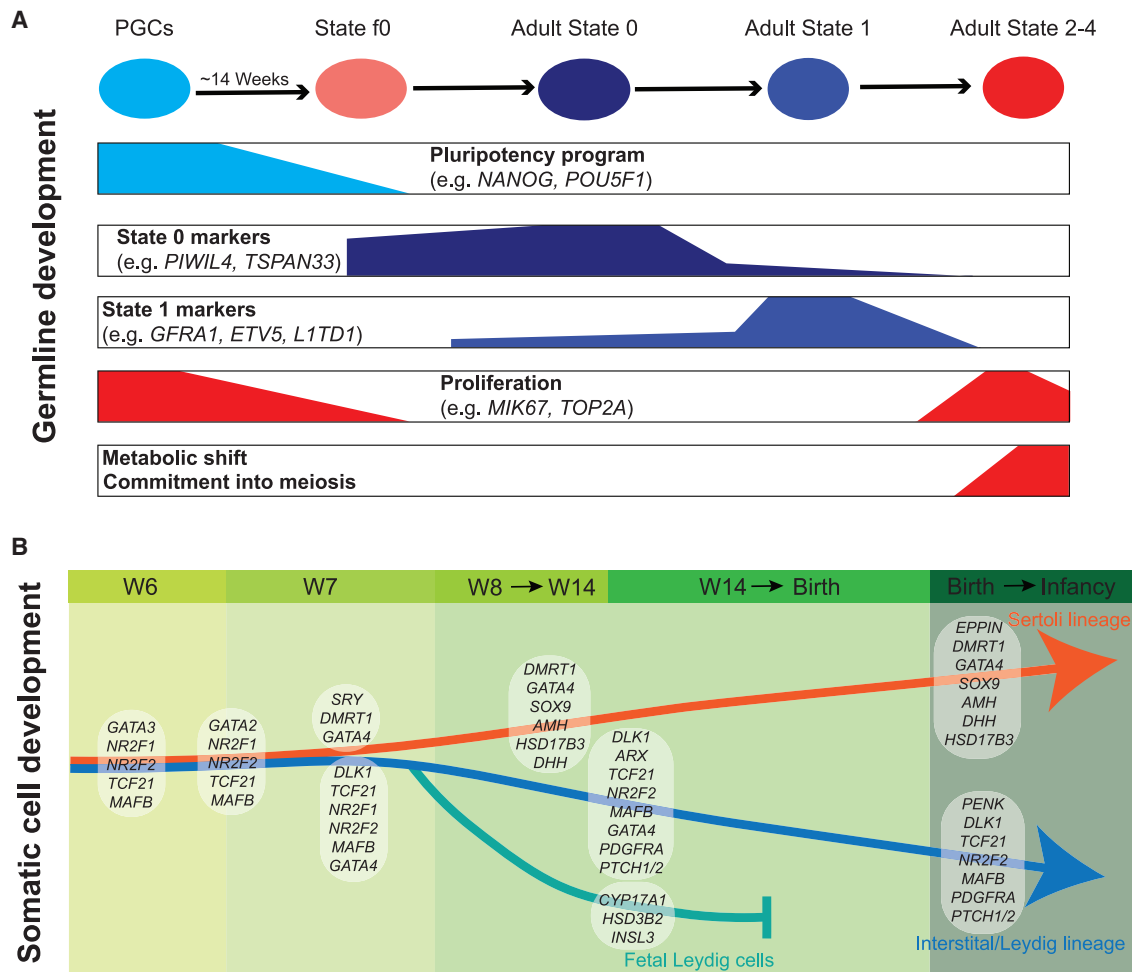 A
PGCs
State f0
Adult State 0
Adult State 1
Adult State 2-4
~14 Weeks
Germline development
Pluripotency program
(e.g. NANOG, POU5F1)
State 0 markers
(e.g. PIWIL4, TSPAN33)
State 1 markers
(e.g. GFRA1, ETV5, L1TD1)
Proliferation
(e.g. MIK67, TOP2A)
Metabolic shift
Commitment into meiosis
B
Somatic cell development
W6
W7
W8 → W14
W14 → Birth
Birth → Infancy
Sertoli lineage
GATA3
NR2F1
NR2F2
TCF21
MAFB
GATA2
NR2F1
NR2F2
TCF21
MAFB
SRY
DMRT1
GATA4
DLK1
TCF21
NR2F1
NR2F2
MAFB
GATA4
DMRT1
GATA4
SOX9
AMH
HSD17B3
DHH
DLK1
ARX
TCF21
NR2F2
MAFB
GATA4
PDGFRA
PTCH1/2
CYP17A1
HSD3B2
INSL3
Fetal Leydig cells
EPPIN
DMRT1
GATA4
SOX9
AMH
DHH
HSD17B3
PENK
DLK1
TCF21
NR2F2
MAFB
PDGFRA
PTCH1/2
Interstital/Leydig lineage